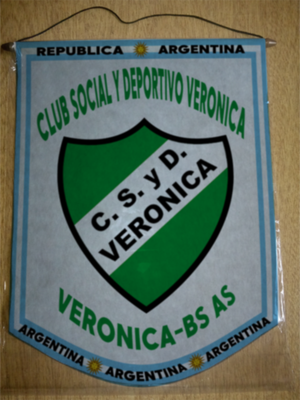 REPUBLICA ARGENTINA
CLUB SOCIAL Y DEPORTIVO VERONICA
C. S. y D.
VERONICA
VERONICA-BS AS
ARGENTINA ARGENTINA ARGENTINA